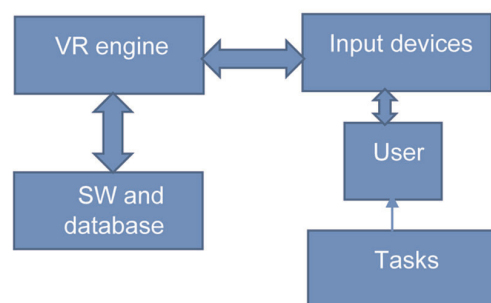 VR engine
Input devices
User
SW and
database
Tasks